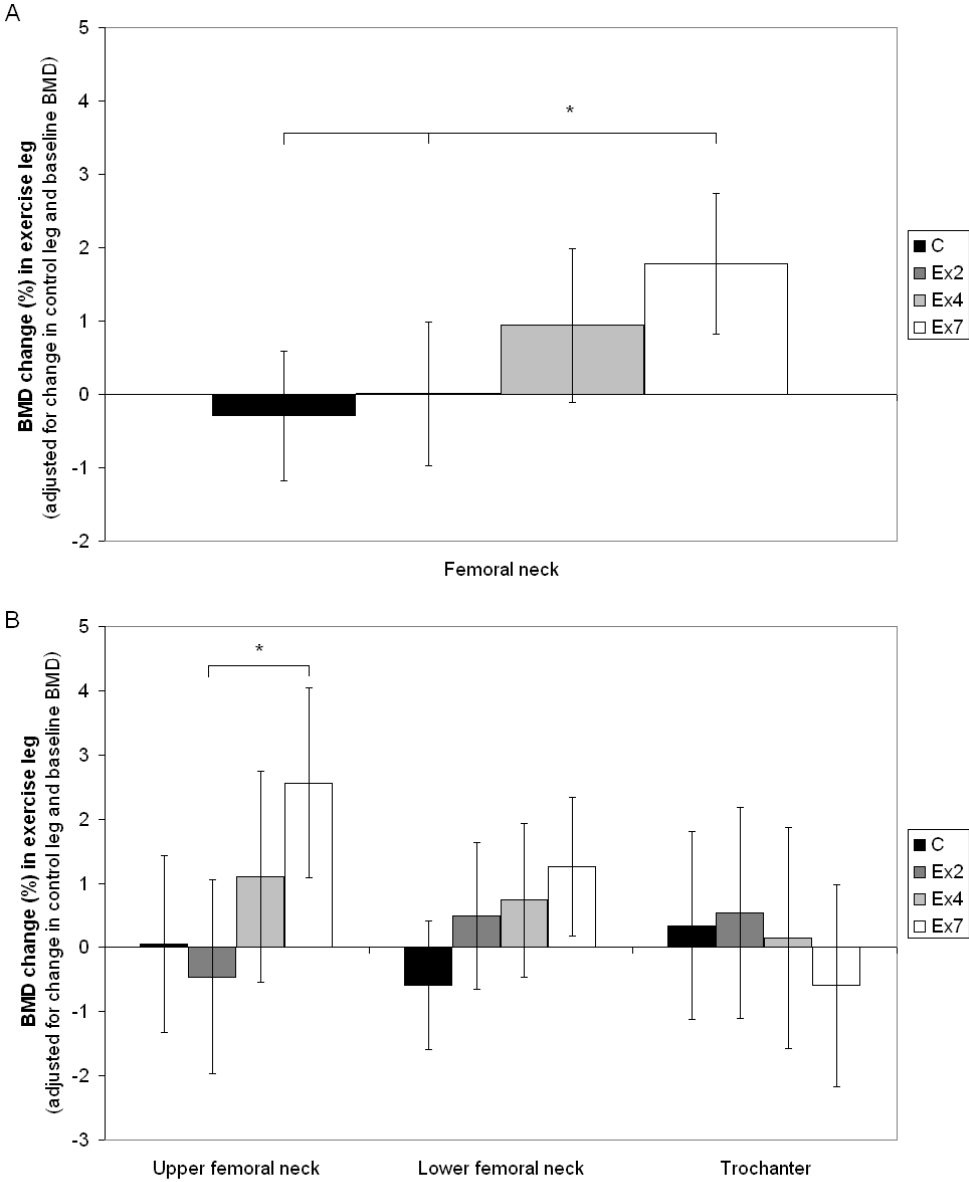 A
BMD change (%) in exercise leg
(adjusted for change in control leg and baseline BMD)
5
4
3
2
1
0
-1
-2
*
Femoral neck
C
Ex2
Ex4
Ex7
B
BMD change (%) in exercise leg
(adjusted for change in control leg and baseline BMD)
5
4
3
2
1
0
-1
-2
-3
*
Upper femoral neck
Lower femoral neck
Trochanter
C
Ex2
Ex4
Ex7